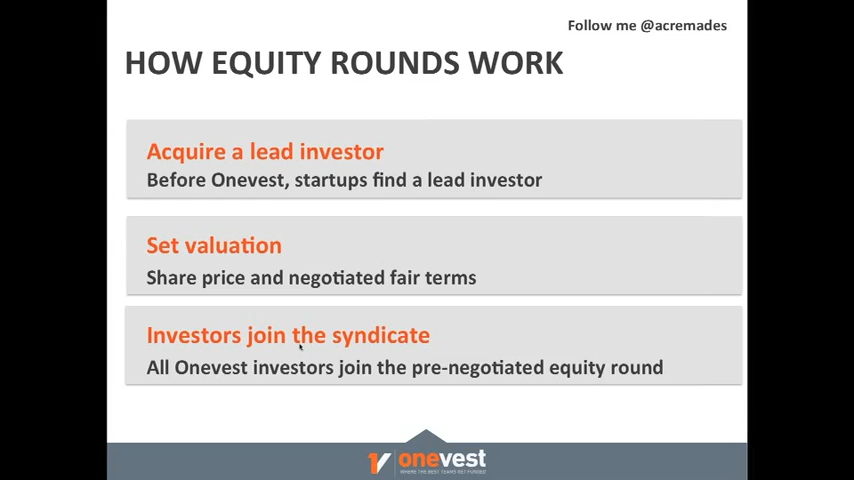 Follow me @acremades
HOW EQUITY ROUNDS WORK
Acquire a lead investor
Before Onevest, startups find a lead investor
Set valuation
Share price and negotiated fair terms
Investors join the syndicate
All Onevest investors join the pre-negotiated equity round
onevest
WHERE THE BEST TEAMS GET FUNDED